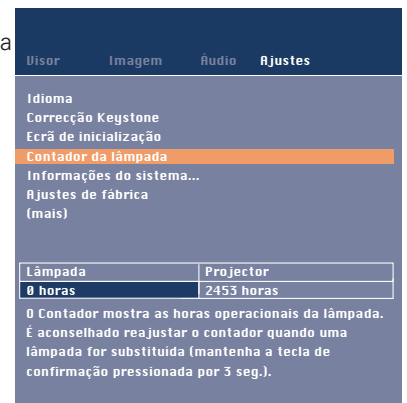 a
Visor Imagem Áudio Ajustes
Idioma
Correcção Keystone
Ecrã de inicialização
Contador da lâmpada
Informações do sistema...
Ajustes de fábrica
(mais)
Lâmpada Projector
0 horas 2453 horas
O Contador mostra as horas operacionais da lâmpada.
É aconselhado reajustar o contador quando uma
lâmpada for substituída (mantenha a tecla de
confirmação pressionada por 3 seg.).